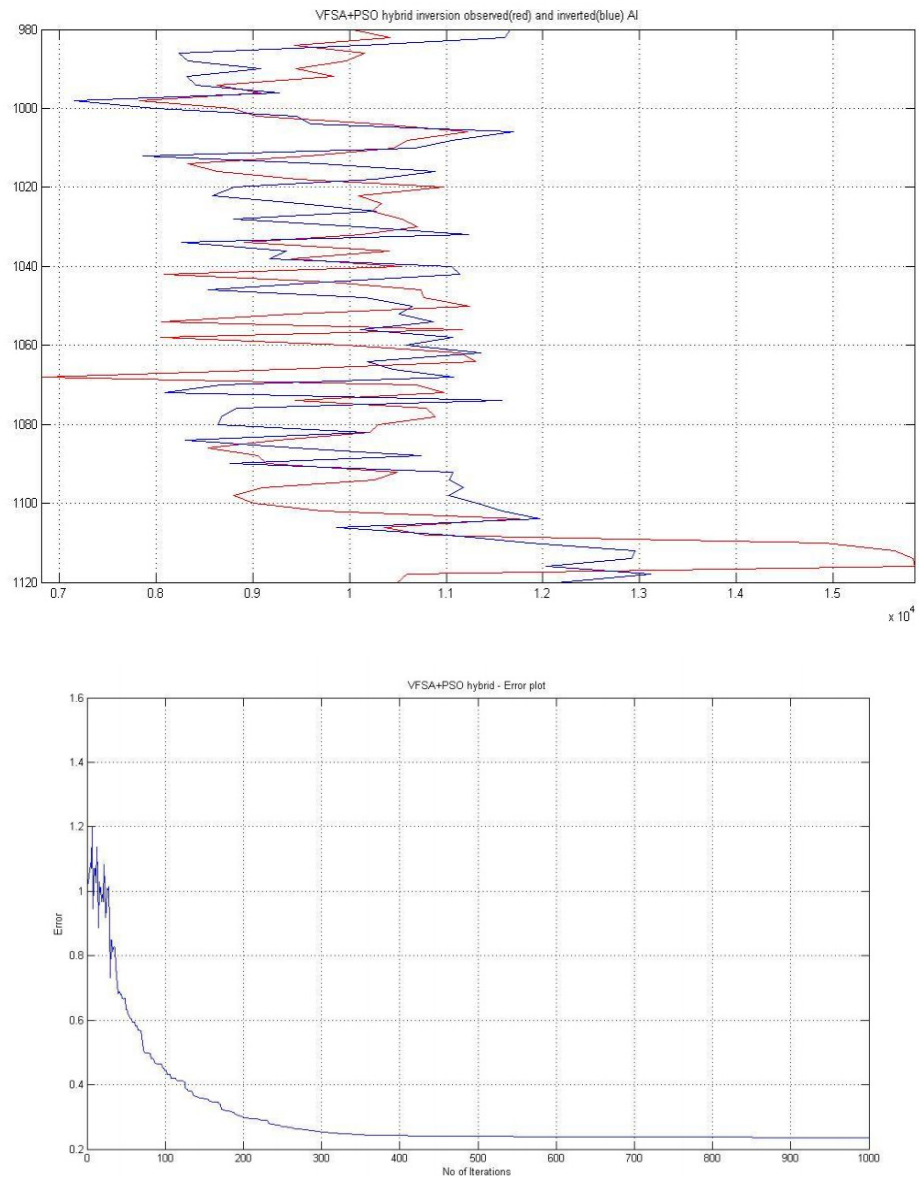 VFSA+PSO hybrid inversion observed(red) and inverted(blue) AI
980
1000
1020
1040
1060
1080
1100
1120
0.7 0.8 0.9 1 1.1 1.2 1.3 1.4 1.5
x 10^4
VFSA+PSO hybrid - Error plot
1.6
1.4
1.2
1
0.8
0.6
0.4
0.2
Error
0 100 200 300 400 500 600 700 800 900 1000
No of Iterations